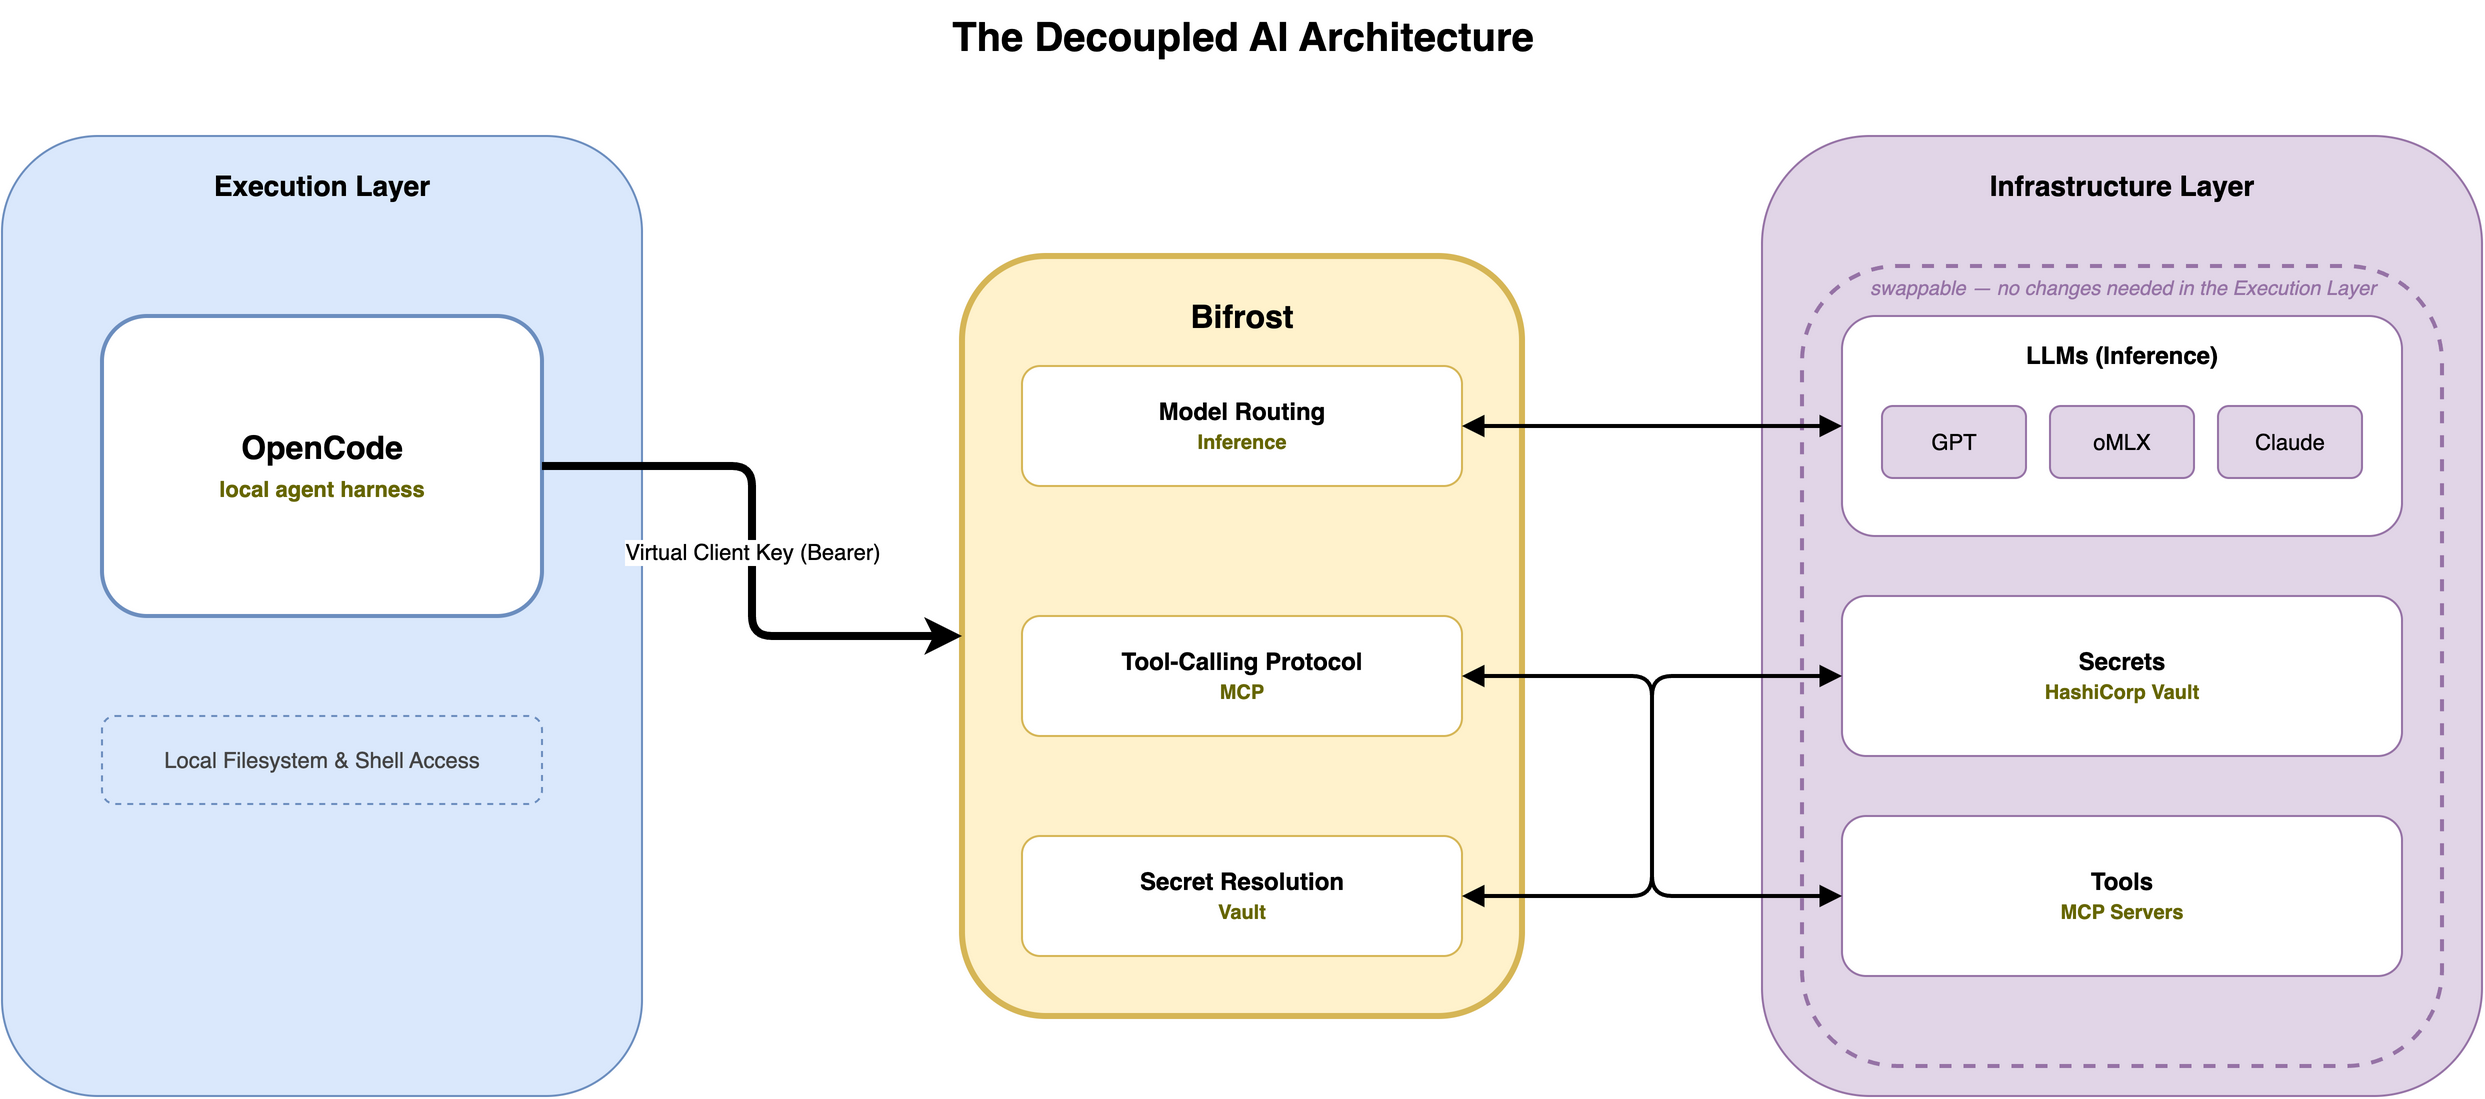 The Decoupled AI Architecture
Execution Layer
OpenCode
local agent harness
Local Filesystem & Shell Access
Virtual Client Key (Bearer)
Bifrost
Model Routing
Inference
Tool-Calling Protocol
MCP
Secret Resolution
Vault
Infrastructure Layer
swappable — no changes needed in the Execution Layer
LLMs (Inference)
GPT
oMLX
Claude
Secrets
HashiCorp Vault
Tools
MCP Servers